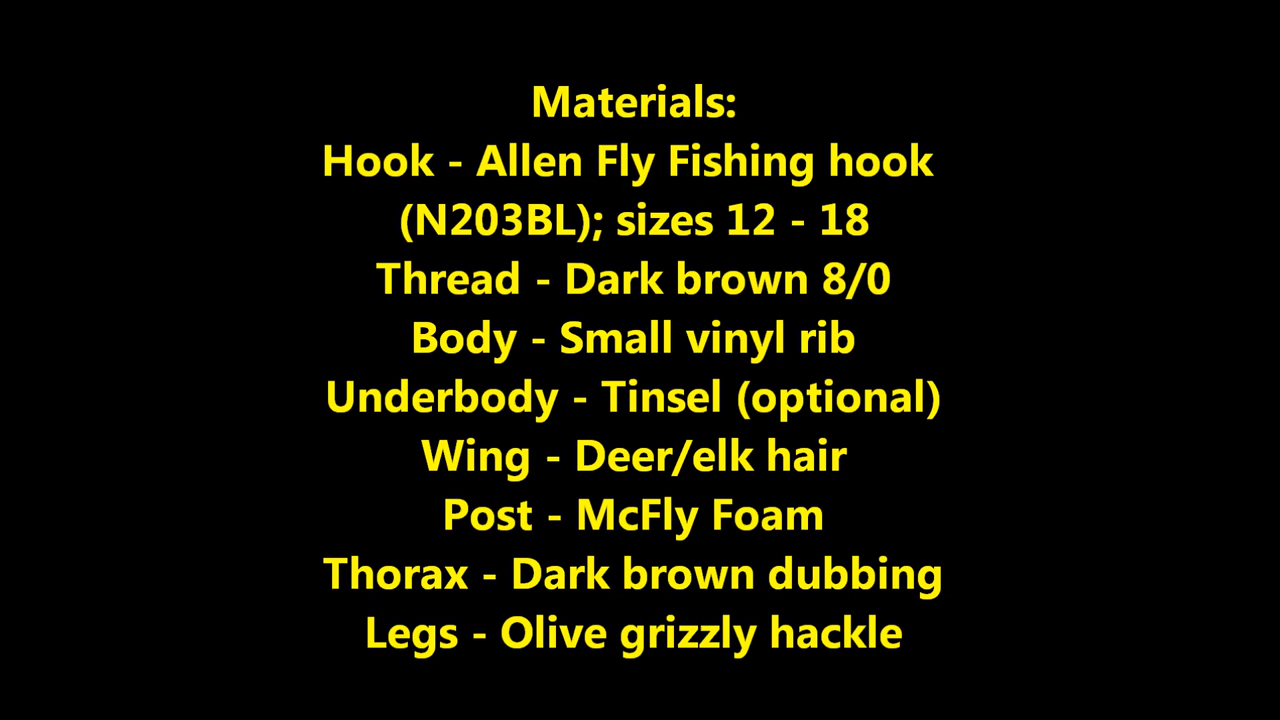 Materials:
Hook - Allen Fly Fishing hook
(N203BL); sizes 12 - 18
Thread - Dark brown 8/0
Body - Small vinyl rib
Underbody - Tinsel (optional)
Wing - Deer/elk hair
Post - McFly Foam
Thorax - Dark brown dubbing
Legs - Olive grizzly hackle